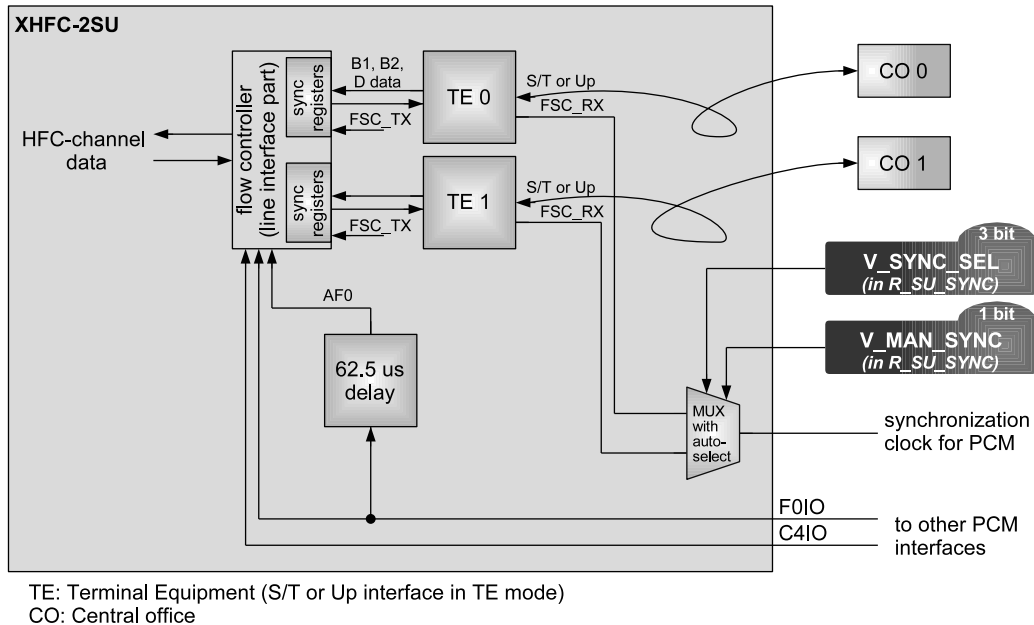 XHFC-2SU
HFC-channel
data
flow controller
(line interface part)
sync
registers
sync
registers
B1, B2,
D data
FSC_TX
TE 0
S/T or Up
FSC_RX
CO 0
FSC_TX
TE 1
S/T or Up
FSC_RX
CO 1
3 bit
V_SYNC_SEL
(in R_SU_SYNC)
1 bit
V_MAN_SYNC
(in R_SU_SYNC)
AF0
62.5 us
delay
MUX
with
auto-
select
synchronization
clock for PCM
F0IO
C4IO
to other PCM
interfaces
TE: Terminal Equipment (S/T or Up interface in TE mode)
CO: Central office